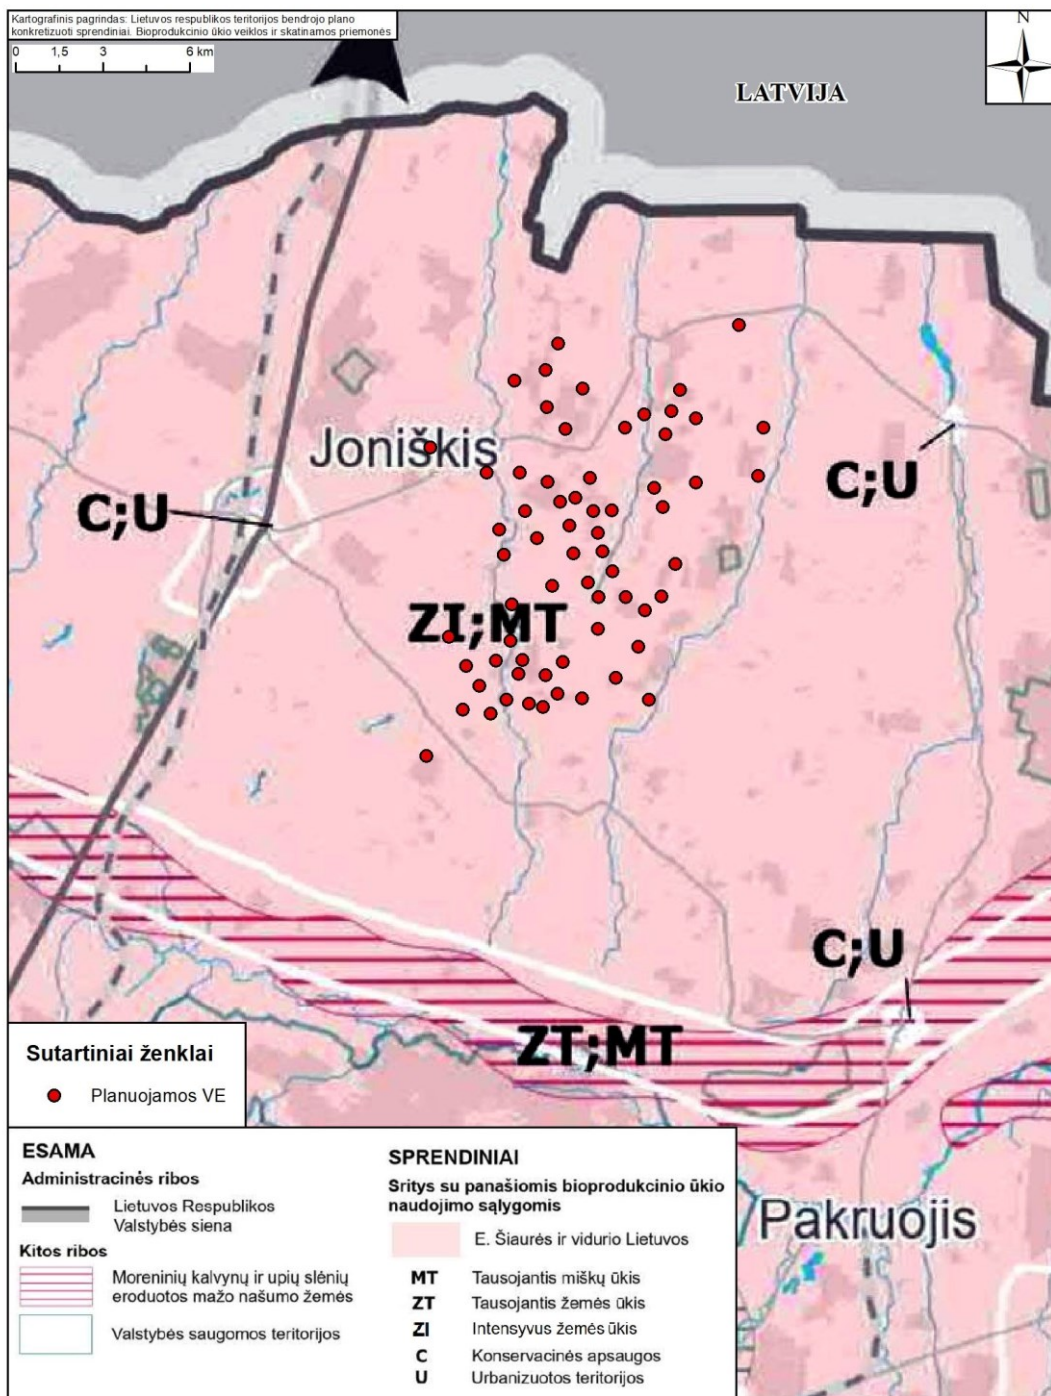 Kartografinis pagrindas: Lietuvos respublikos teritorijos bendrojo plano
konkretizuoti sprendiniai. Bioprodukcinio ūkio veiklos ir skatinamos priemonės
0 1,5 3 6 km
N
LATVIJA
Joniškis
C;U
C;U
ZI;MT
C;U
ZT;MT
Pakruojis
Sutartiniai ženklai
Planuojamos VE
ESAMA
Administracinės ribos
Lietuvos Respublikos
Valstybės siena
Kitos ribos
Moreninių kalvynų ir upių slėnių
eroduotos mažo našumo žemės
Valstybės saugomos teritorijos
SPRENDINIAI
Sritys su panašiomis bioprodukcinio ūkio
naudojimo sąlygomis
E. Šiaurės ir vidurio Lietuvos
MT Tausojantis miškų ūkis
ZT Tausojantis žemės ūkis
ZI Intensyvus žemės ūkis
C Konservacinės apsaugos
U Urbanizuotos teritorijos